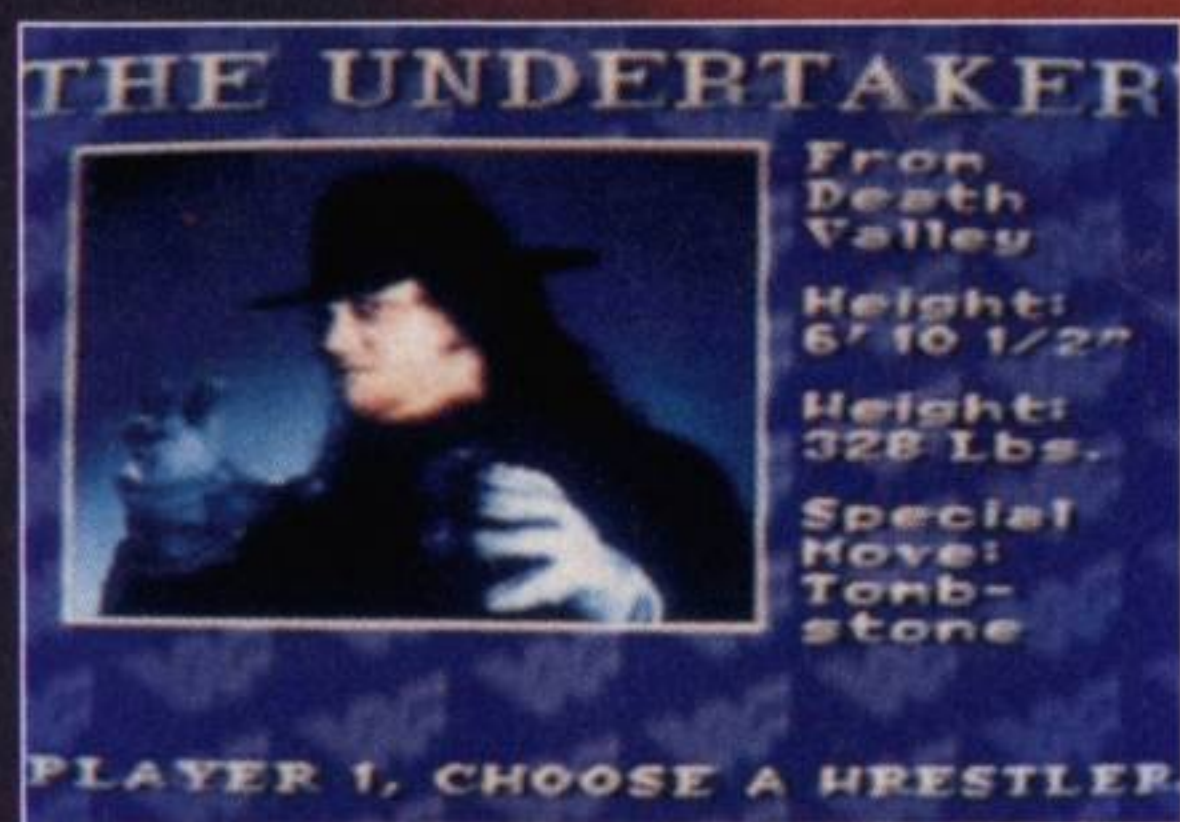 THE UNDERTAKER
From
Death
Valley
Height:
6' 10 1/2"
Weight:
328 Lbs.
Special
Move:
Tomb-
stone
PLAYER 1, CHOOSE A WRESTLER.